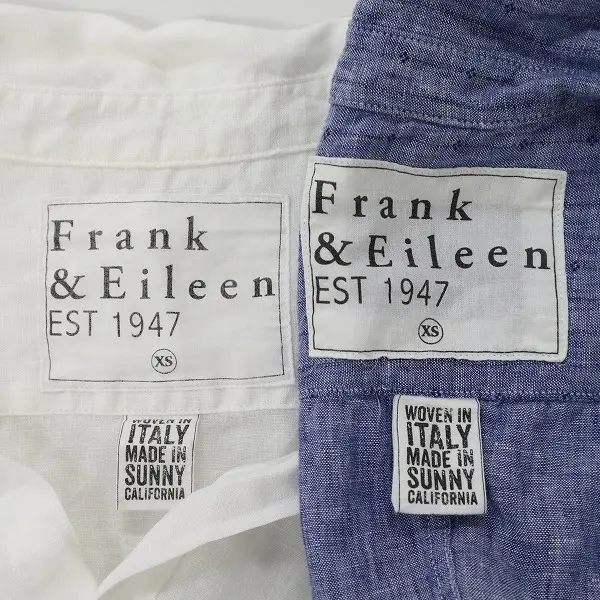 Frank
& Eileen
EST 1947
XS
WOVEN IN
ITALY
MADE IN
SUNNY
CALIFORNIA
Frank
& Eileen
EST 1947
XS
WOVEN IN
ITALY
MADE IN
SUNNY
CALIFORNIA